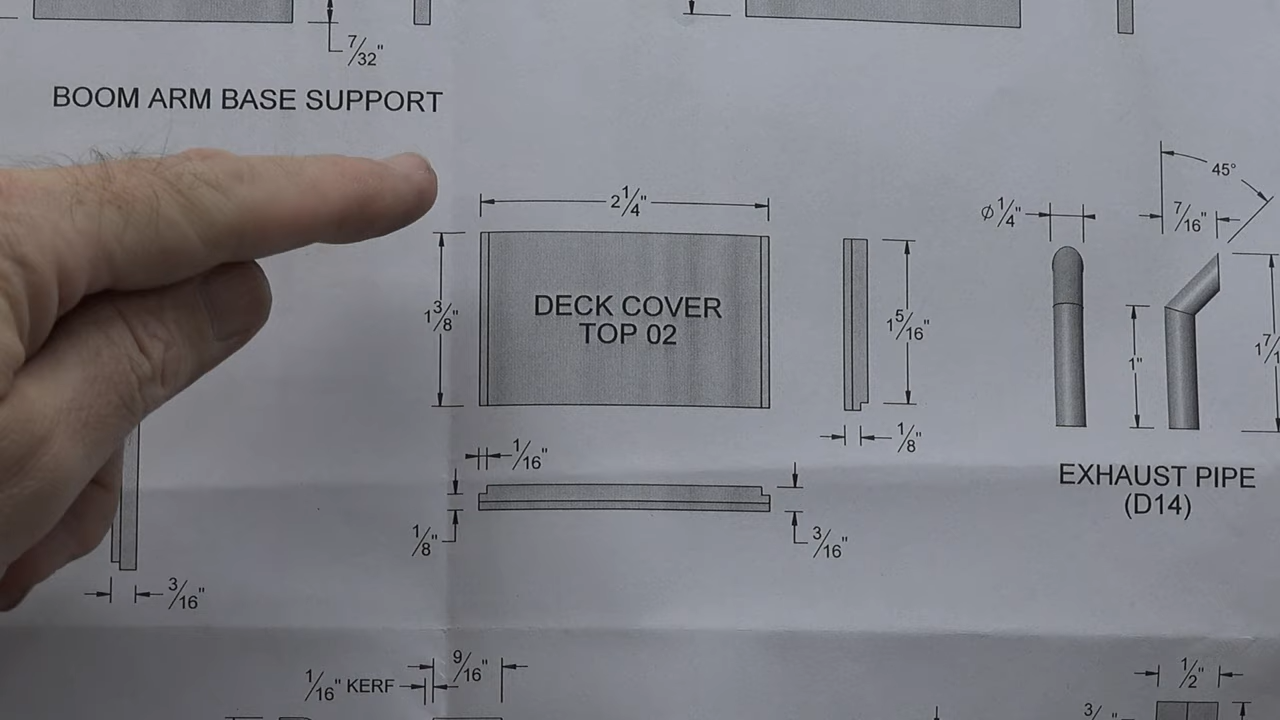 7/32"
BOOM ARM BASE SUPPORT
45°
2 1/4"
Ø 1/4"
7/16"
1 3/8"
DECK COVER
TOP 02
1 5/16"
1"
1/8"
1/16"
EXHAUST PIPE
(D14)
1/8"
3/16"
3/16"
9/16"
1/16" KERF
1/2"